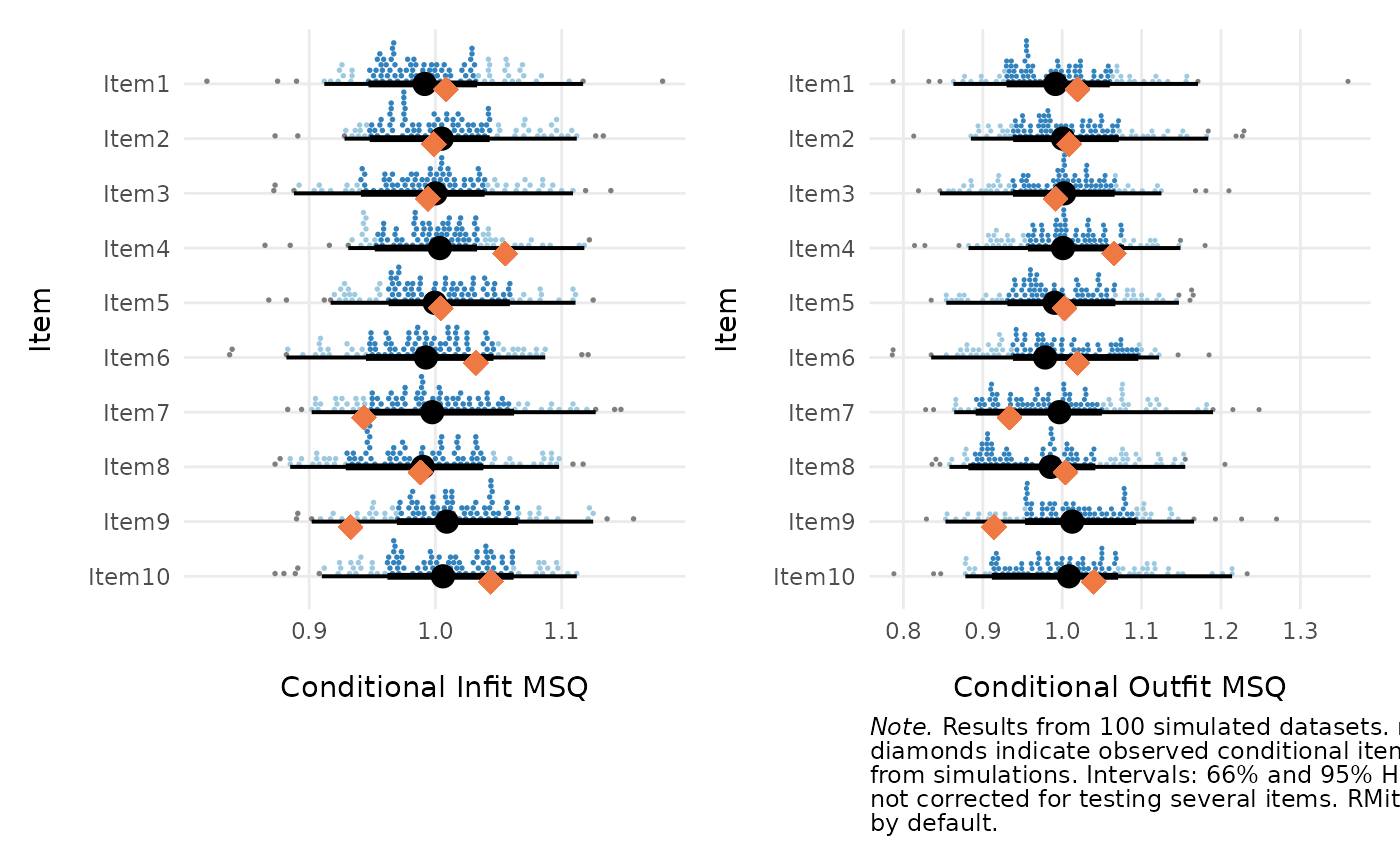 Item
Item1
Item2
Item3
Item4
Item5
Item6
Item7
Item8
Item9
Item10
0.9 1.0 1.1
Conditional Infit MSQ
Item
Item1
Item2
Item3
Item4
Item5
Item6
Item7
Item8
Item9
Item10
0.8 0.9 1.0 1.1 1.2 1.3
Conditional Outfit MSQ
Note. Results from 100 simulated datasets.
diamonds indicate observed conditional item
from simulations. Intervals: 66% and 95% H
not corrected for testing several items. RMit
by default.